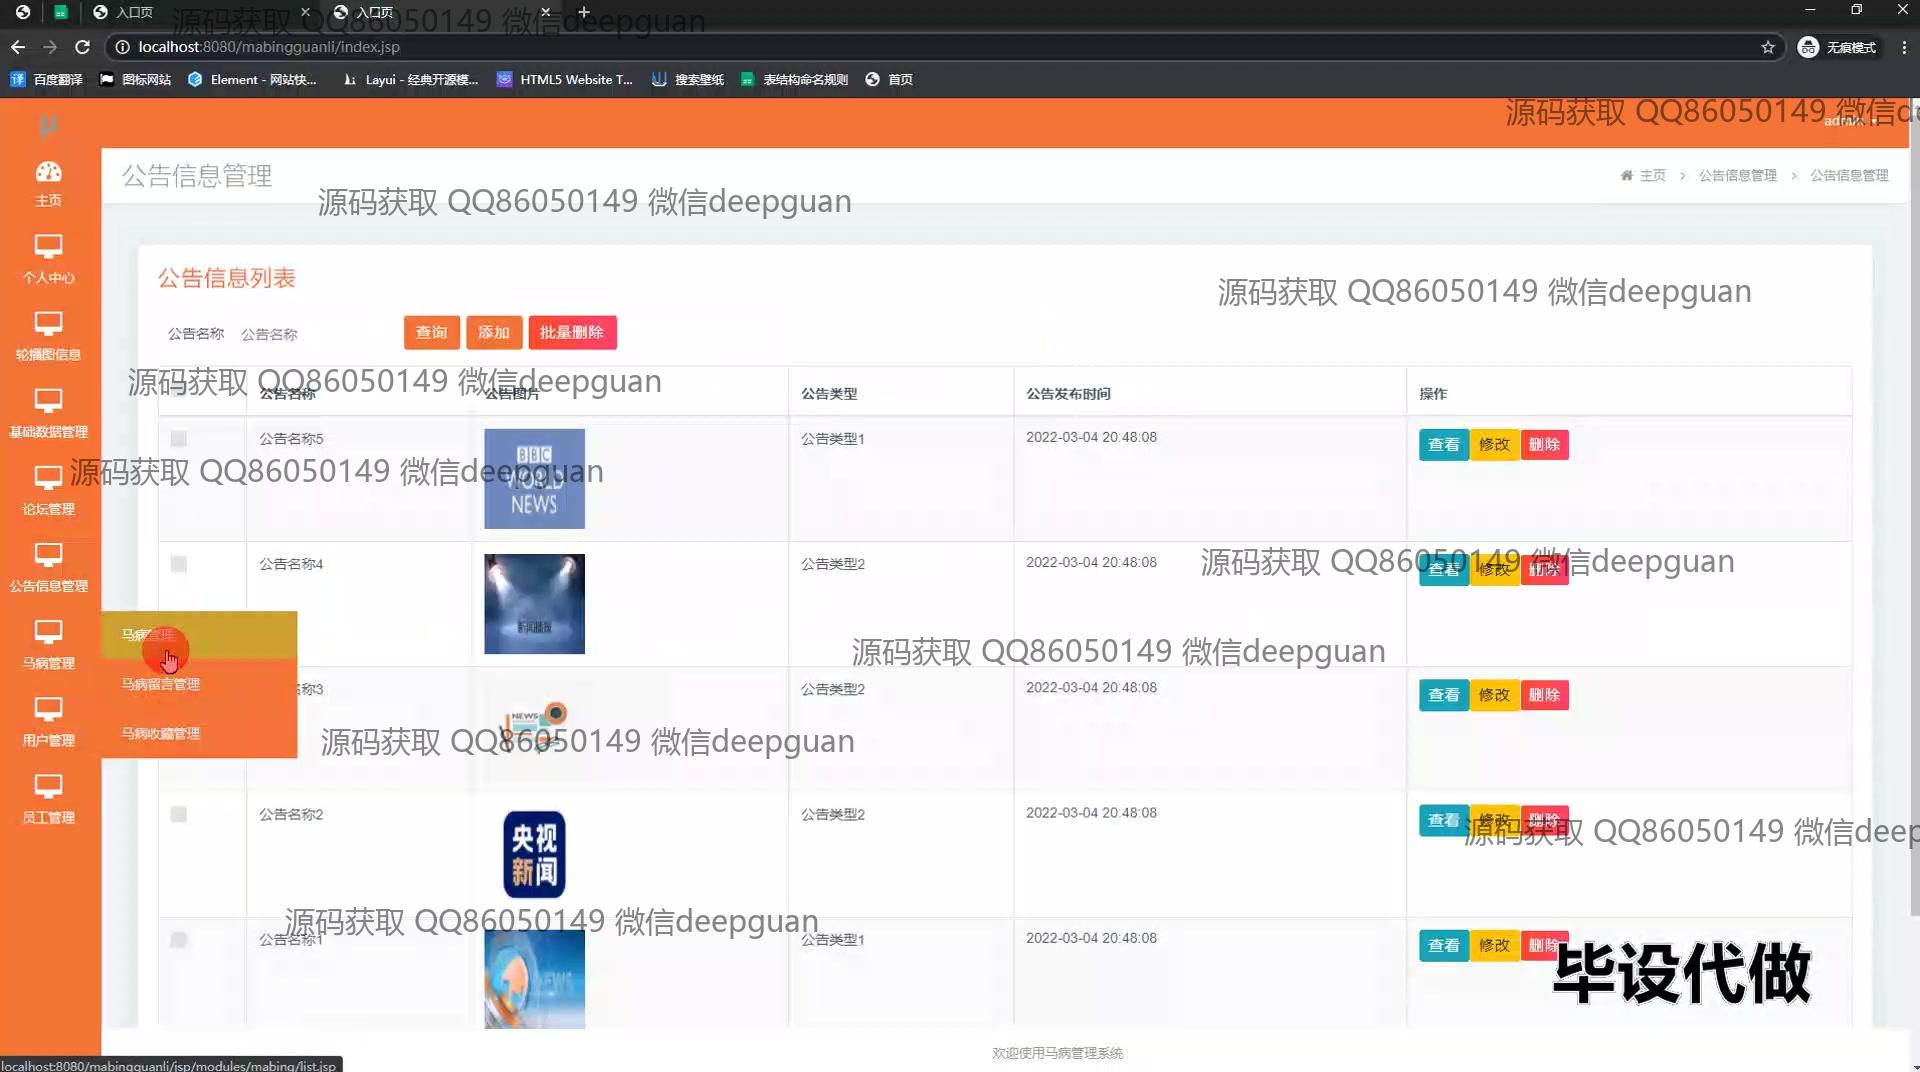 入口页
入口页
localhost:8080/mabingguanli/index.jsp
无痕模式
百度翻译 图标网站 Element - 网站快... Layui - 经典开源模... HTML5 Website T... 搜索壁纸 表结构命名规则 首页
源码获取 QQ86050149 微信deepguan
源码获取 QQ86050149 微信de
admin
公告信息管理
主页 > 公告信息管理 > 公告信息管理
源码获取 QQ86050149 微信deepguan
主页
个人中心
轮播图信息
基础数据管理
论坛管理
公告信息管理
马病管理
用户管理
员工管理
马病管理
马病留言管理
马病收藏管理
公告信息列表
源码获取 QQ86050149 微信deepguan
公告名称 公告名称 查询 添加 批量删除
源码获取 QQ86050149 微信deepguan
公告名称 公告图片 公告类型 公告发布时间 操作
公告名称5 公告类型1 2022-03-04 20:48:08 查看 修改 删除
BBC
WORLD
NEWS
源码获取 QQ86050149 微信deepguan
公告名称4 公告类型2 2022-03-04 20:48:08 查看 修改 删除
新闻播报
源码获取 QQ86050149 微信deepguan
源码获取 QQ86050149 微信deepguan
称3 公告类型2 2022-03-04 20:48:08 查看 修改 删除
NEWS
源码获取 QQ86050149 微信deepguan
公告名称2 公告类型2 2022-03-04 20:48:08 查看 修改 删除
央视
新闻
源码获取 QQ86050149 微信deep
源码获取 QQ86050149 微信deepguan
公告名称1 公告类型1 2022-03-04 20:48:08 查看 修改 删除
NEWS
毕设代做
欢迎使用马病管理系统
localhost:8080/mabingguanli/jsp/modules/mabing/list.jsp